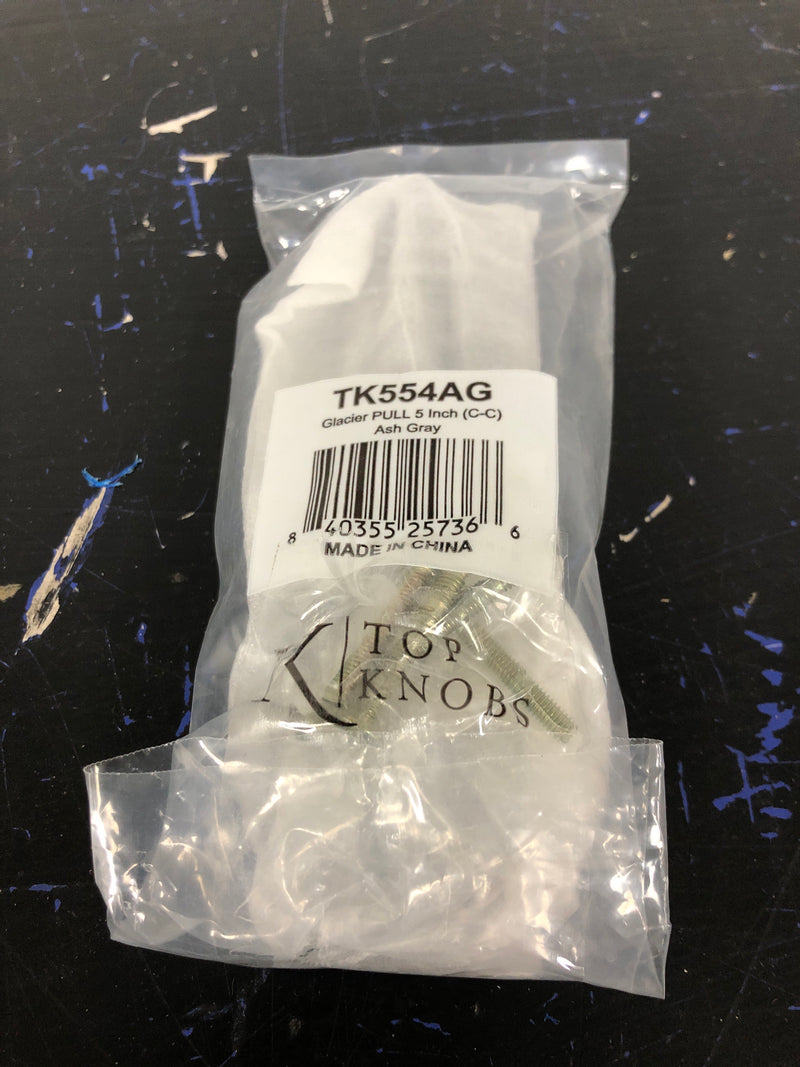 TK554AG
Glacier PULL 5 Inch (C-C)
Ash Gray
8 40355 25736 6
MADE IN CHINA
TOP
KNOBS